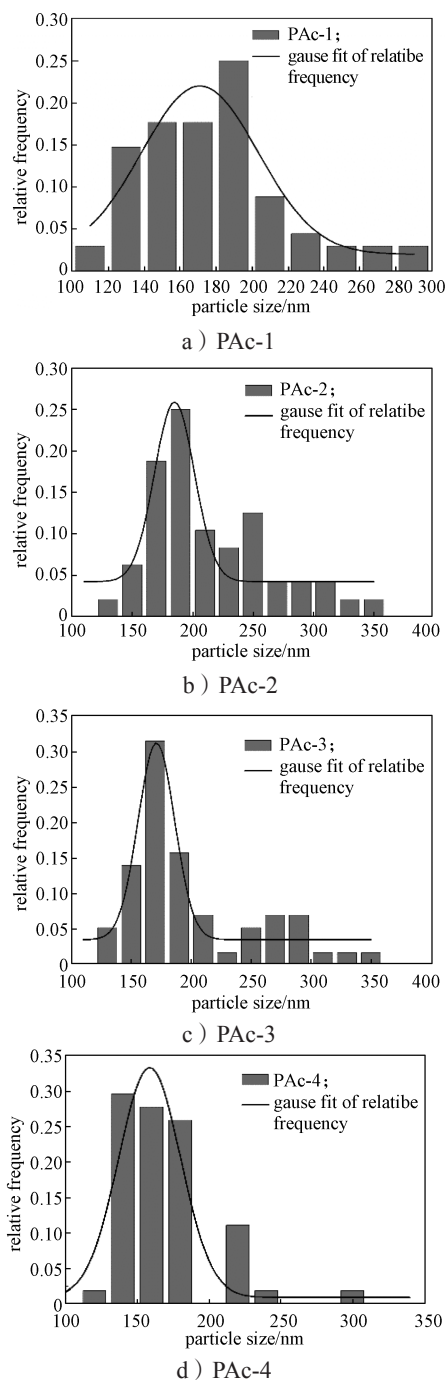 PAc-1；
gause fit of relatibe
frequency
relative frequency
0.30
0.25
0.20
0.15
0.10
0.05
0
100 120 140 160 180 200 220 240 260 280 300
particle size/nm
a）PAc-1
PAc-2；
gause fit of relatibe
frequency
relative frequency
0.30
0.25
0.20
0.15
0.10
0.05
0
100 150 200 250 300 350 400
particle size/nm
b）PAc-2
PAc-3；
gause fit of relatibe
frequency
relative frequency
0.35
0.30
0.25
0.20
0.15
0.10
0.05
0
100 150 200 250 300 350 400
particle size/nm
c）PAc-3
PAc-4；
gause fit of relatibe
frequency
relative frequency
0.35
0.30
0.25
0.20
0.15
0.10
0.05
0
100 150 200 250 300 350
particle size/nm
d）PAc-4